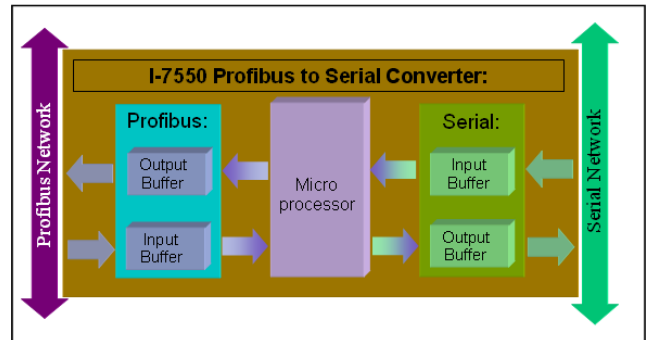 I-7550 Profibus to Serial Converter:
Profibus Network
Profibus:
Output
Buffer
Input
Buffer
Micro
processor
Serial:
Input
Buffer
Output
Buffer
Serial Network